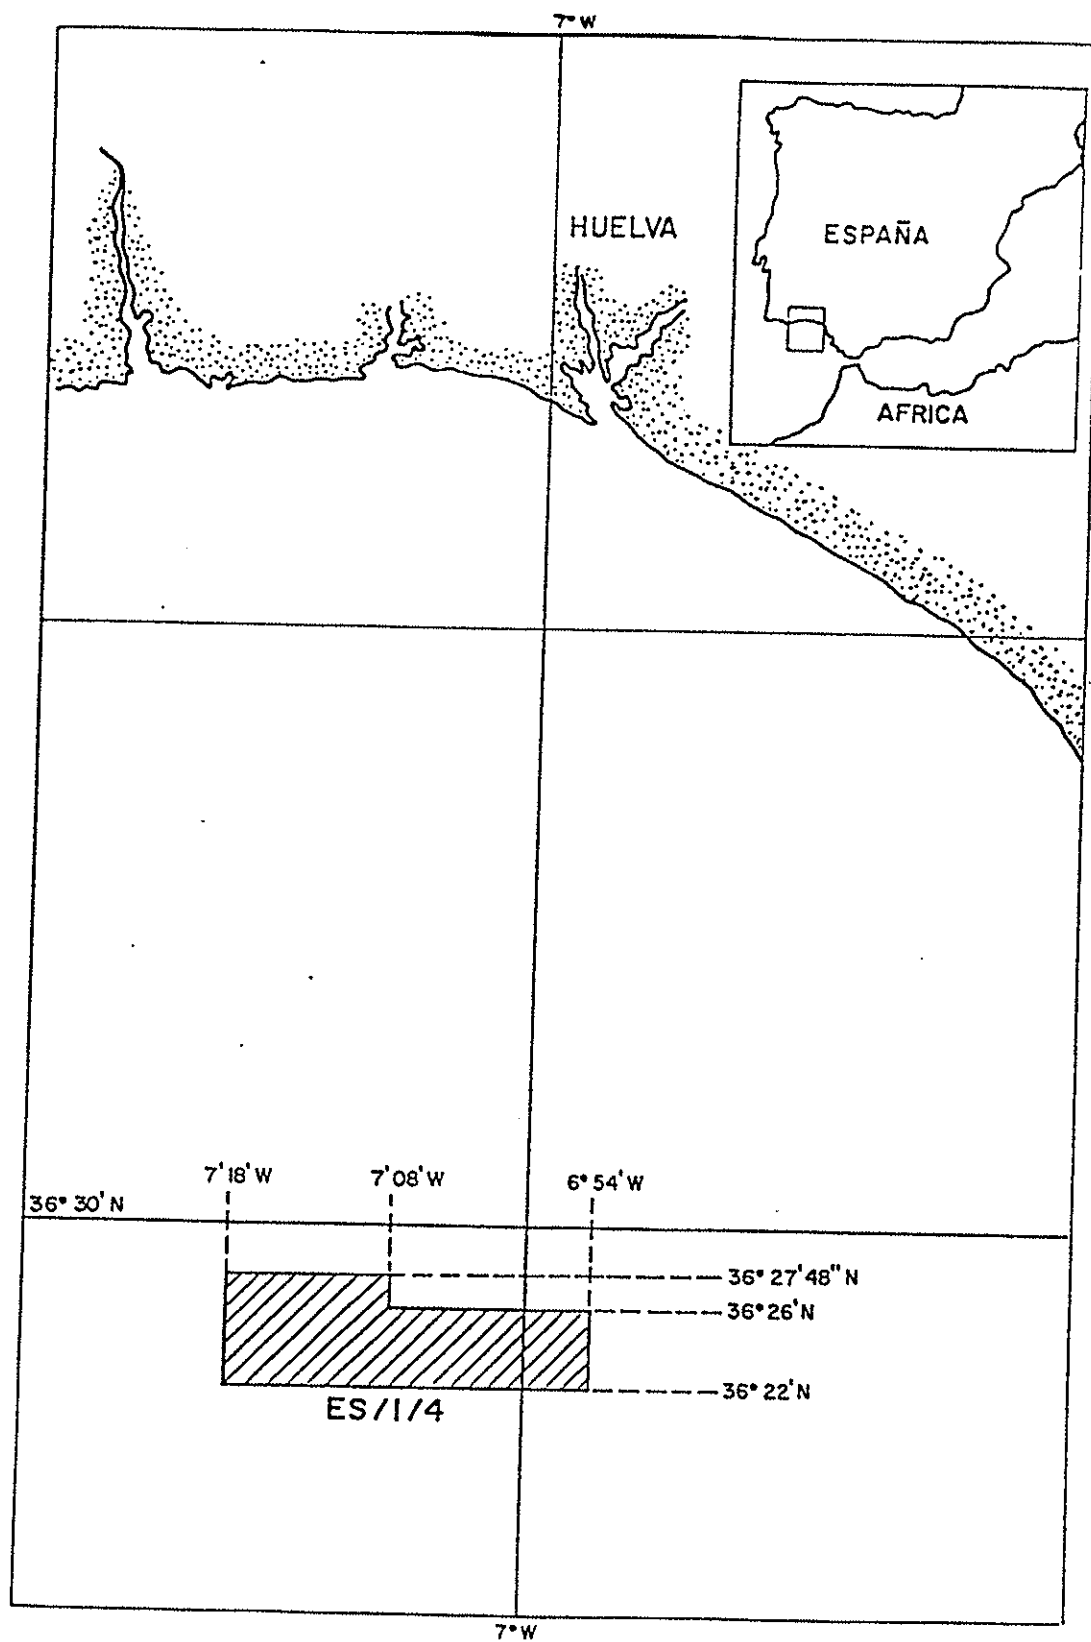 7° W
HUELVA
ESPAÑA
AFRICA
7'18' W
7'08' W
6° 54' W
36° 30' N
36° 27' 48" N
36° 26' N
36° 22' N
ES/1/4
7° W